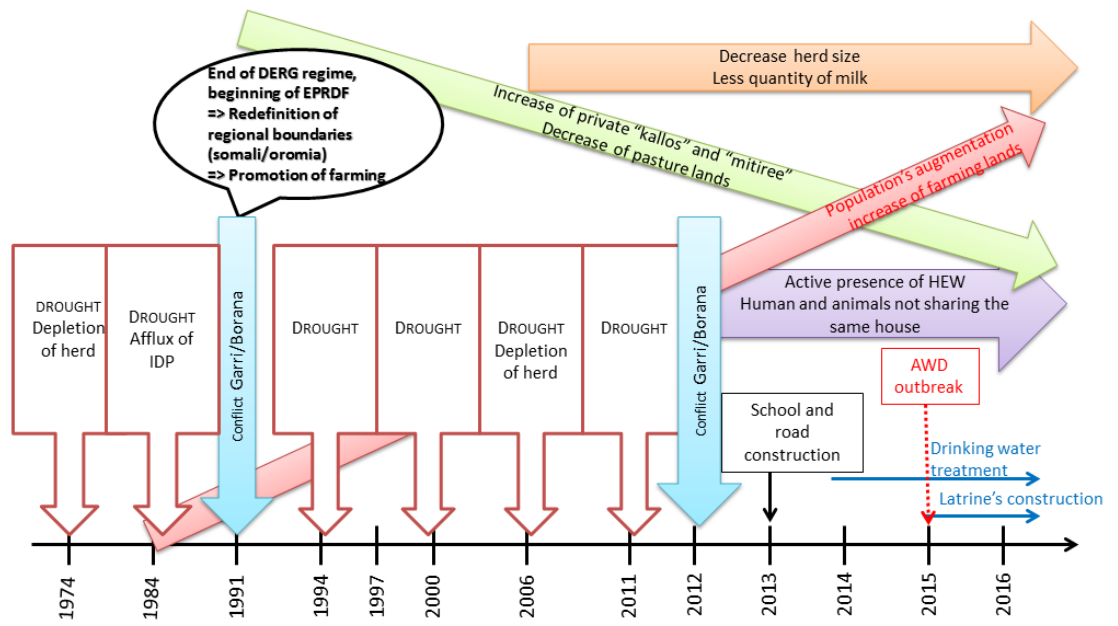 End of DERG regime,
beginning of EPRDF
=> Redefinition of
regional boundaries
(somali/oromia)
=> Promotion of farming
Decrease herd size
Less quantity of milk
Increase of private “kallos” and “mitiree”
Decrease of pasture lands
Population’s augmentation
increase of farming lands
DROUGHT
Depletion
of herd
DROUGHT
Afflux of
IDP
Conflict Garri/Borana
DROUGHT
DROUGHT
DROUGHT
Depletion
of herd
DROUGHT
Conflict Garri/Borana
Active presence of HEW
Human and animals not sharing the
same house
AWD
outbreak
School and
road
construction
Drinking water
treatment
Latrine’s construction
1974
1984
1991
1994
1997
2000
2006
2011
2012
2013
2014
2015
2016